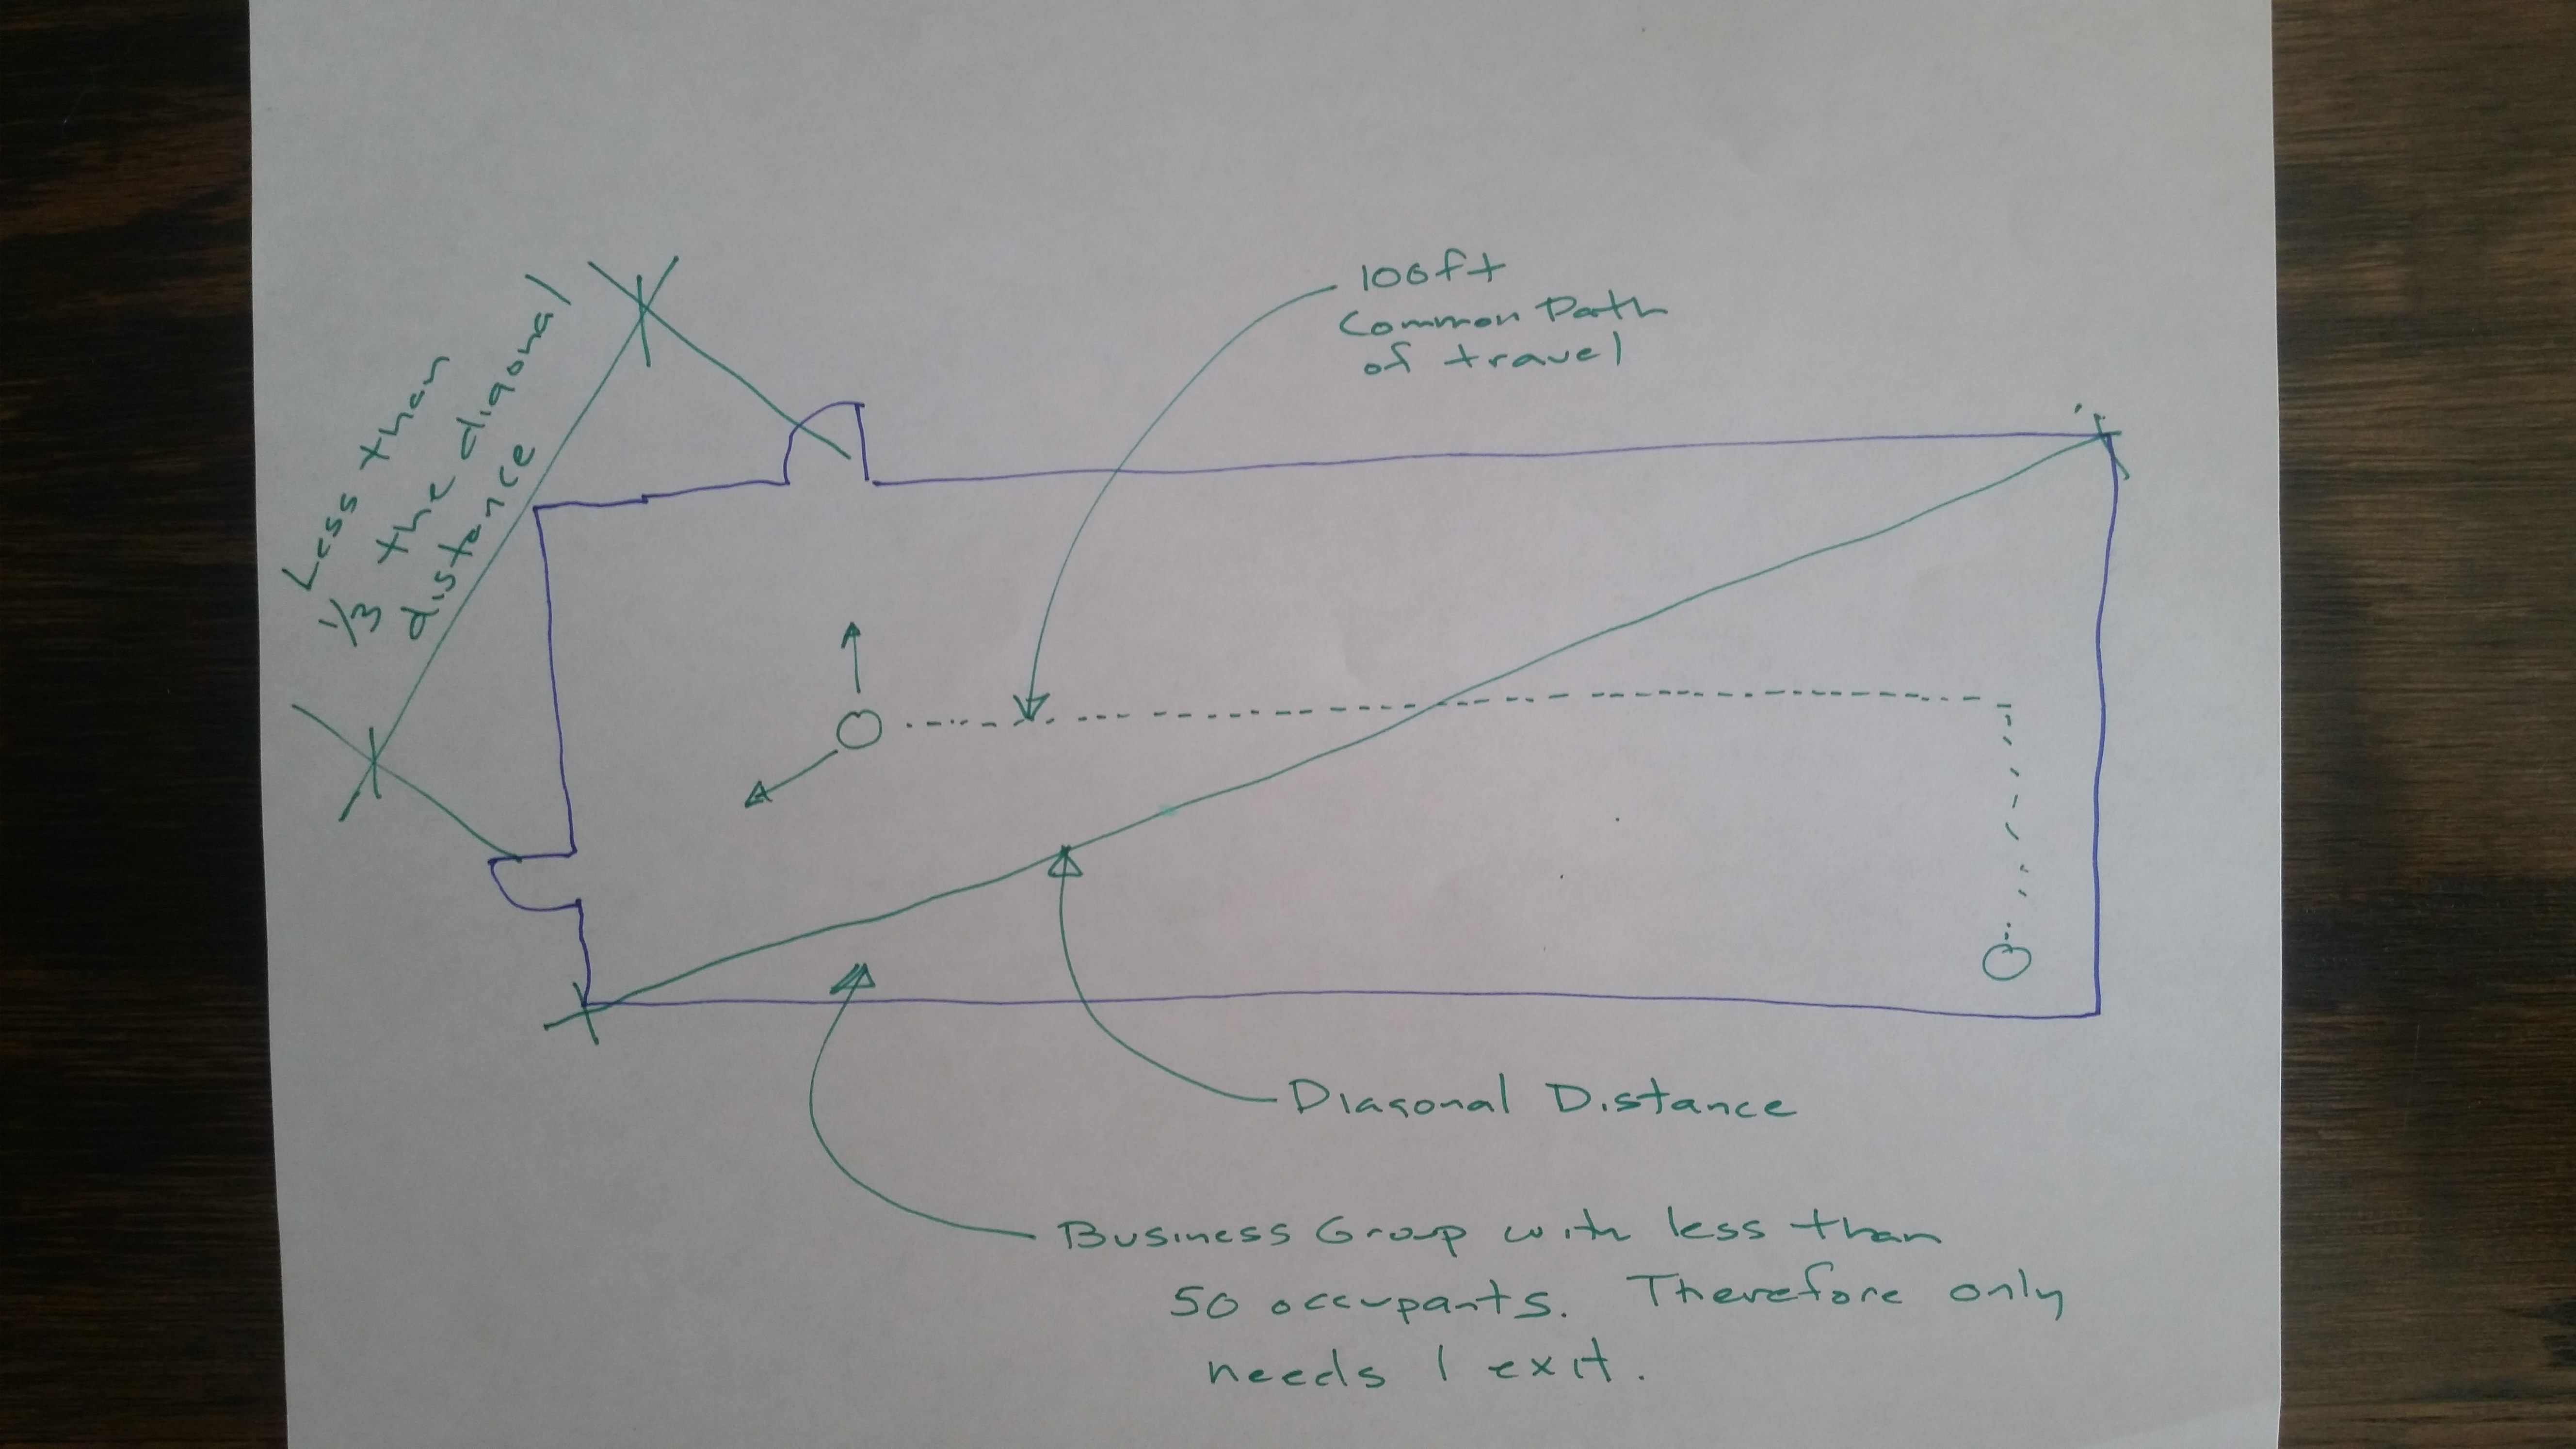 Less than
1/3 the diagonal
distance
100ft
Common Path
of travel
Diagonal Distance
Business Group with less than
50 occupants. Therefore only
needs 1 exit.